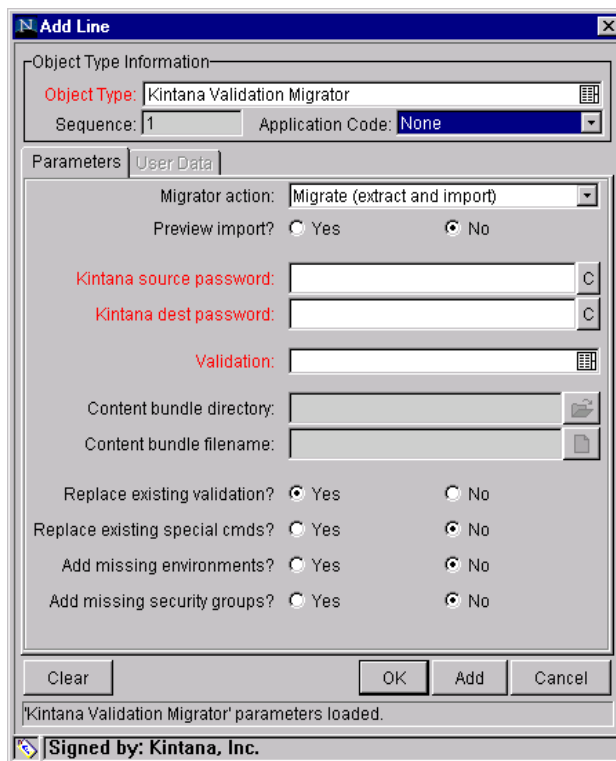 N Add Line
Object Type Information
Object Type: Kintana Validation Migrator
Sequence: 1 Application Code: None
Parameters User Data
Migrator action: Migrate (extract and import)
Preview import? Yes No
Kintana source password: C
Kintana dest password: C
Validation:
Content bundle directory:
Content bundle filename:
Replace existing validation? Yes No
Replace existing special cmds? Yes No
Add missing environments? Yes No
Add missing security groups? Yes No
Clear OK Add Cancel
'Kintana Validation Migrator' parameters loaded.
Signed by: Kintana, Inc.